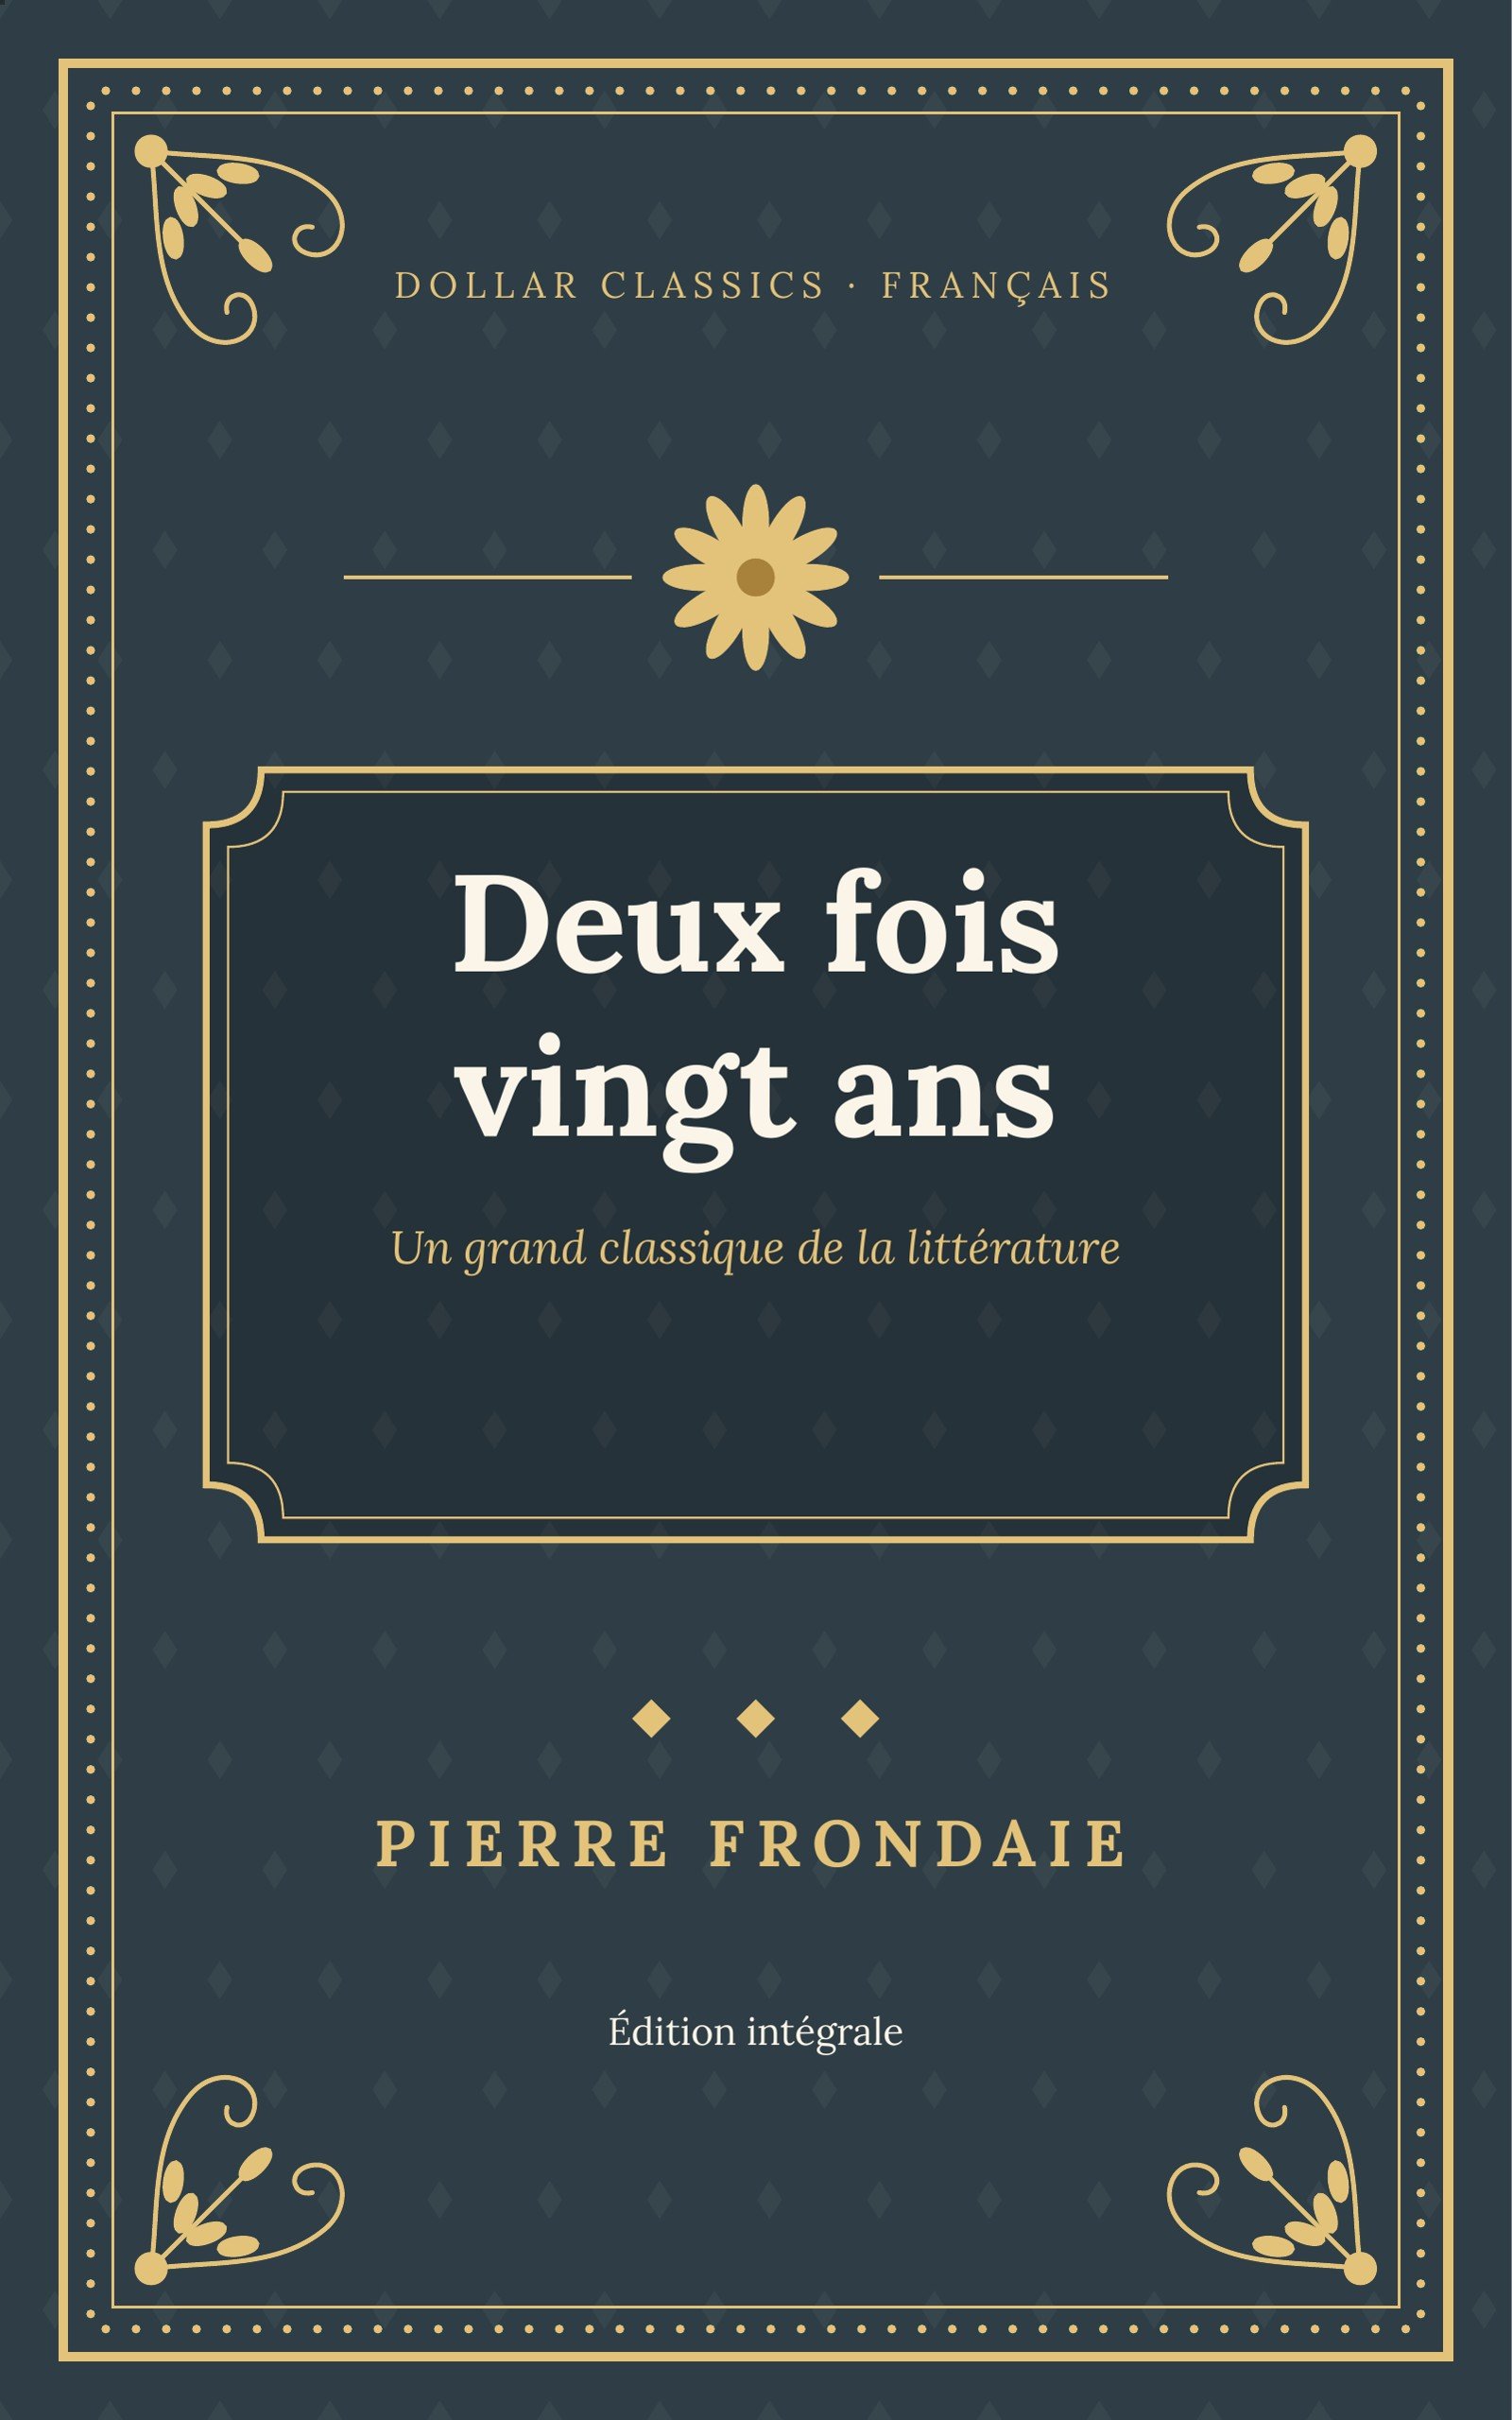 DOLLAR CLASSICS · FRANÇAIS
Deux fois
vingt ans
Un grand classique de la littérature
PIERRE FRONDAIE
Édition intégrale